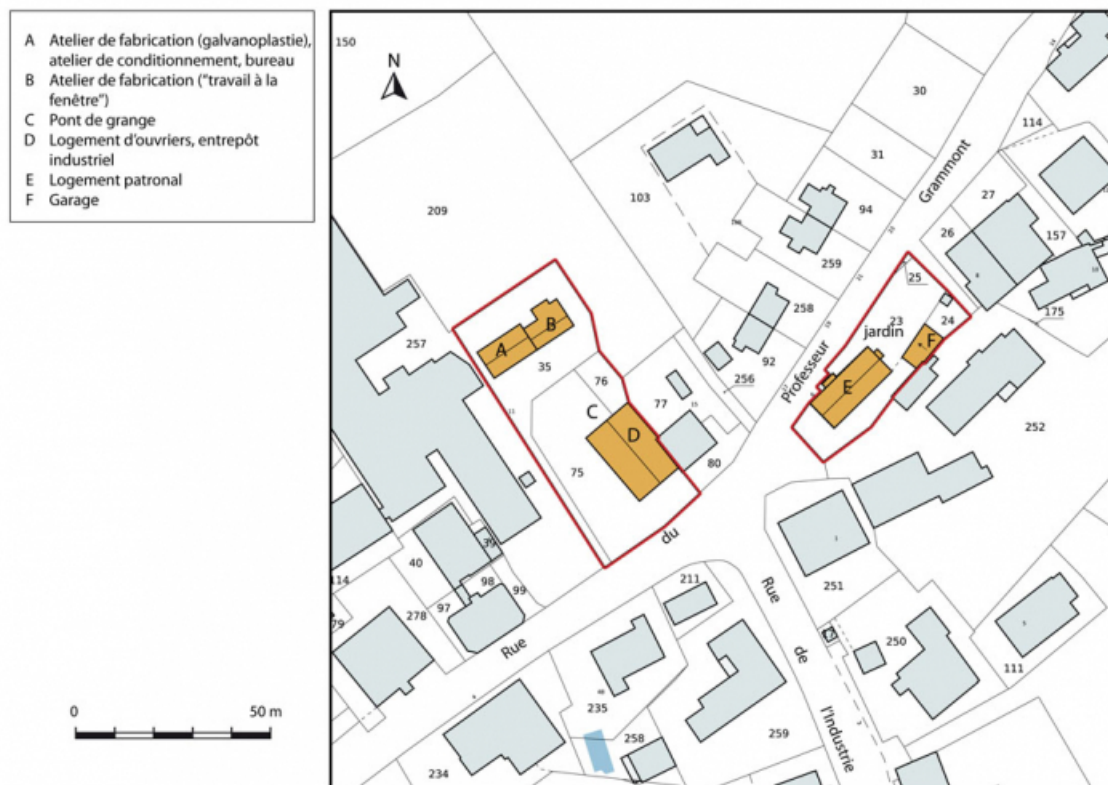 A Atelier de fabrication (galvanoplastie),
atelier de conditionnement, bureau
B Atelier de fabrication ("travail à la
fenêtre")
C Pont de grange
D Logement d'ouvriers, entrepôt
industriel
E Logement patronal
F Garage
0 50 m
150
N
30
114
31
209
103
94
27
26
157
259
Grammont
25
258
23
24
175
257
B
A
jardin
F
35
92
Professeur
76
256
E
77
C
D
252
75
80
du
39
40
98
99
211
Rue
251
114
97
278
79
Rue
de
250
111
235
258
259
l'Industrie
234